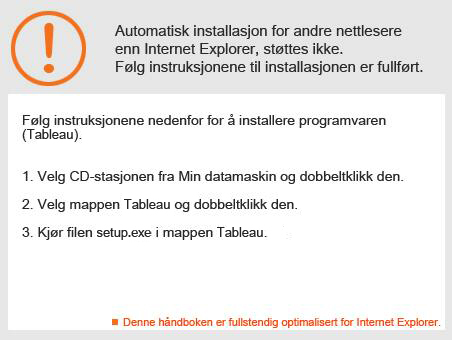 Automatisk installasjon for andre nettlesere
enn Internet Explorer, støttes ikke.
Følg instruksjonene til installasjonen er fullført.
Følg instruksjonene nedenfor for å installere programvaren
(Tableau).
1. Velg CD-stasjonen fra Min datamaskin og dobbeltklikk den.
2. Velg mappen Tableau og dobbeltklikk den.
3. Kjør filen setup.exe i mappen Tableau.
Denne håndboken er fullstendig optimalisert for Internet Explorer.